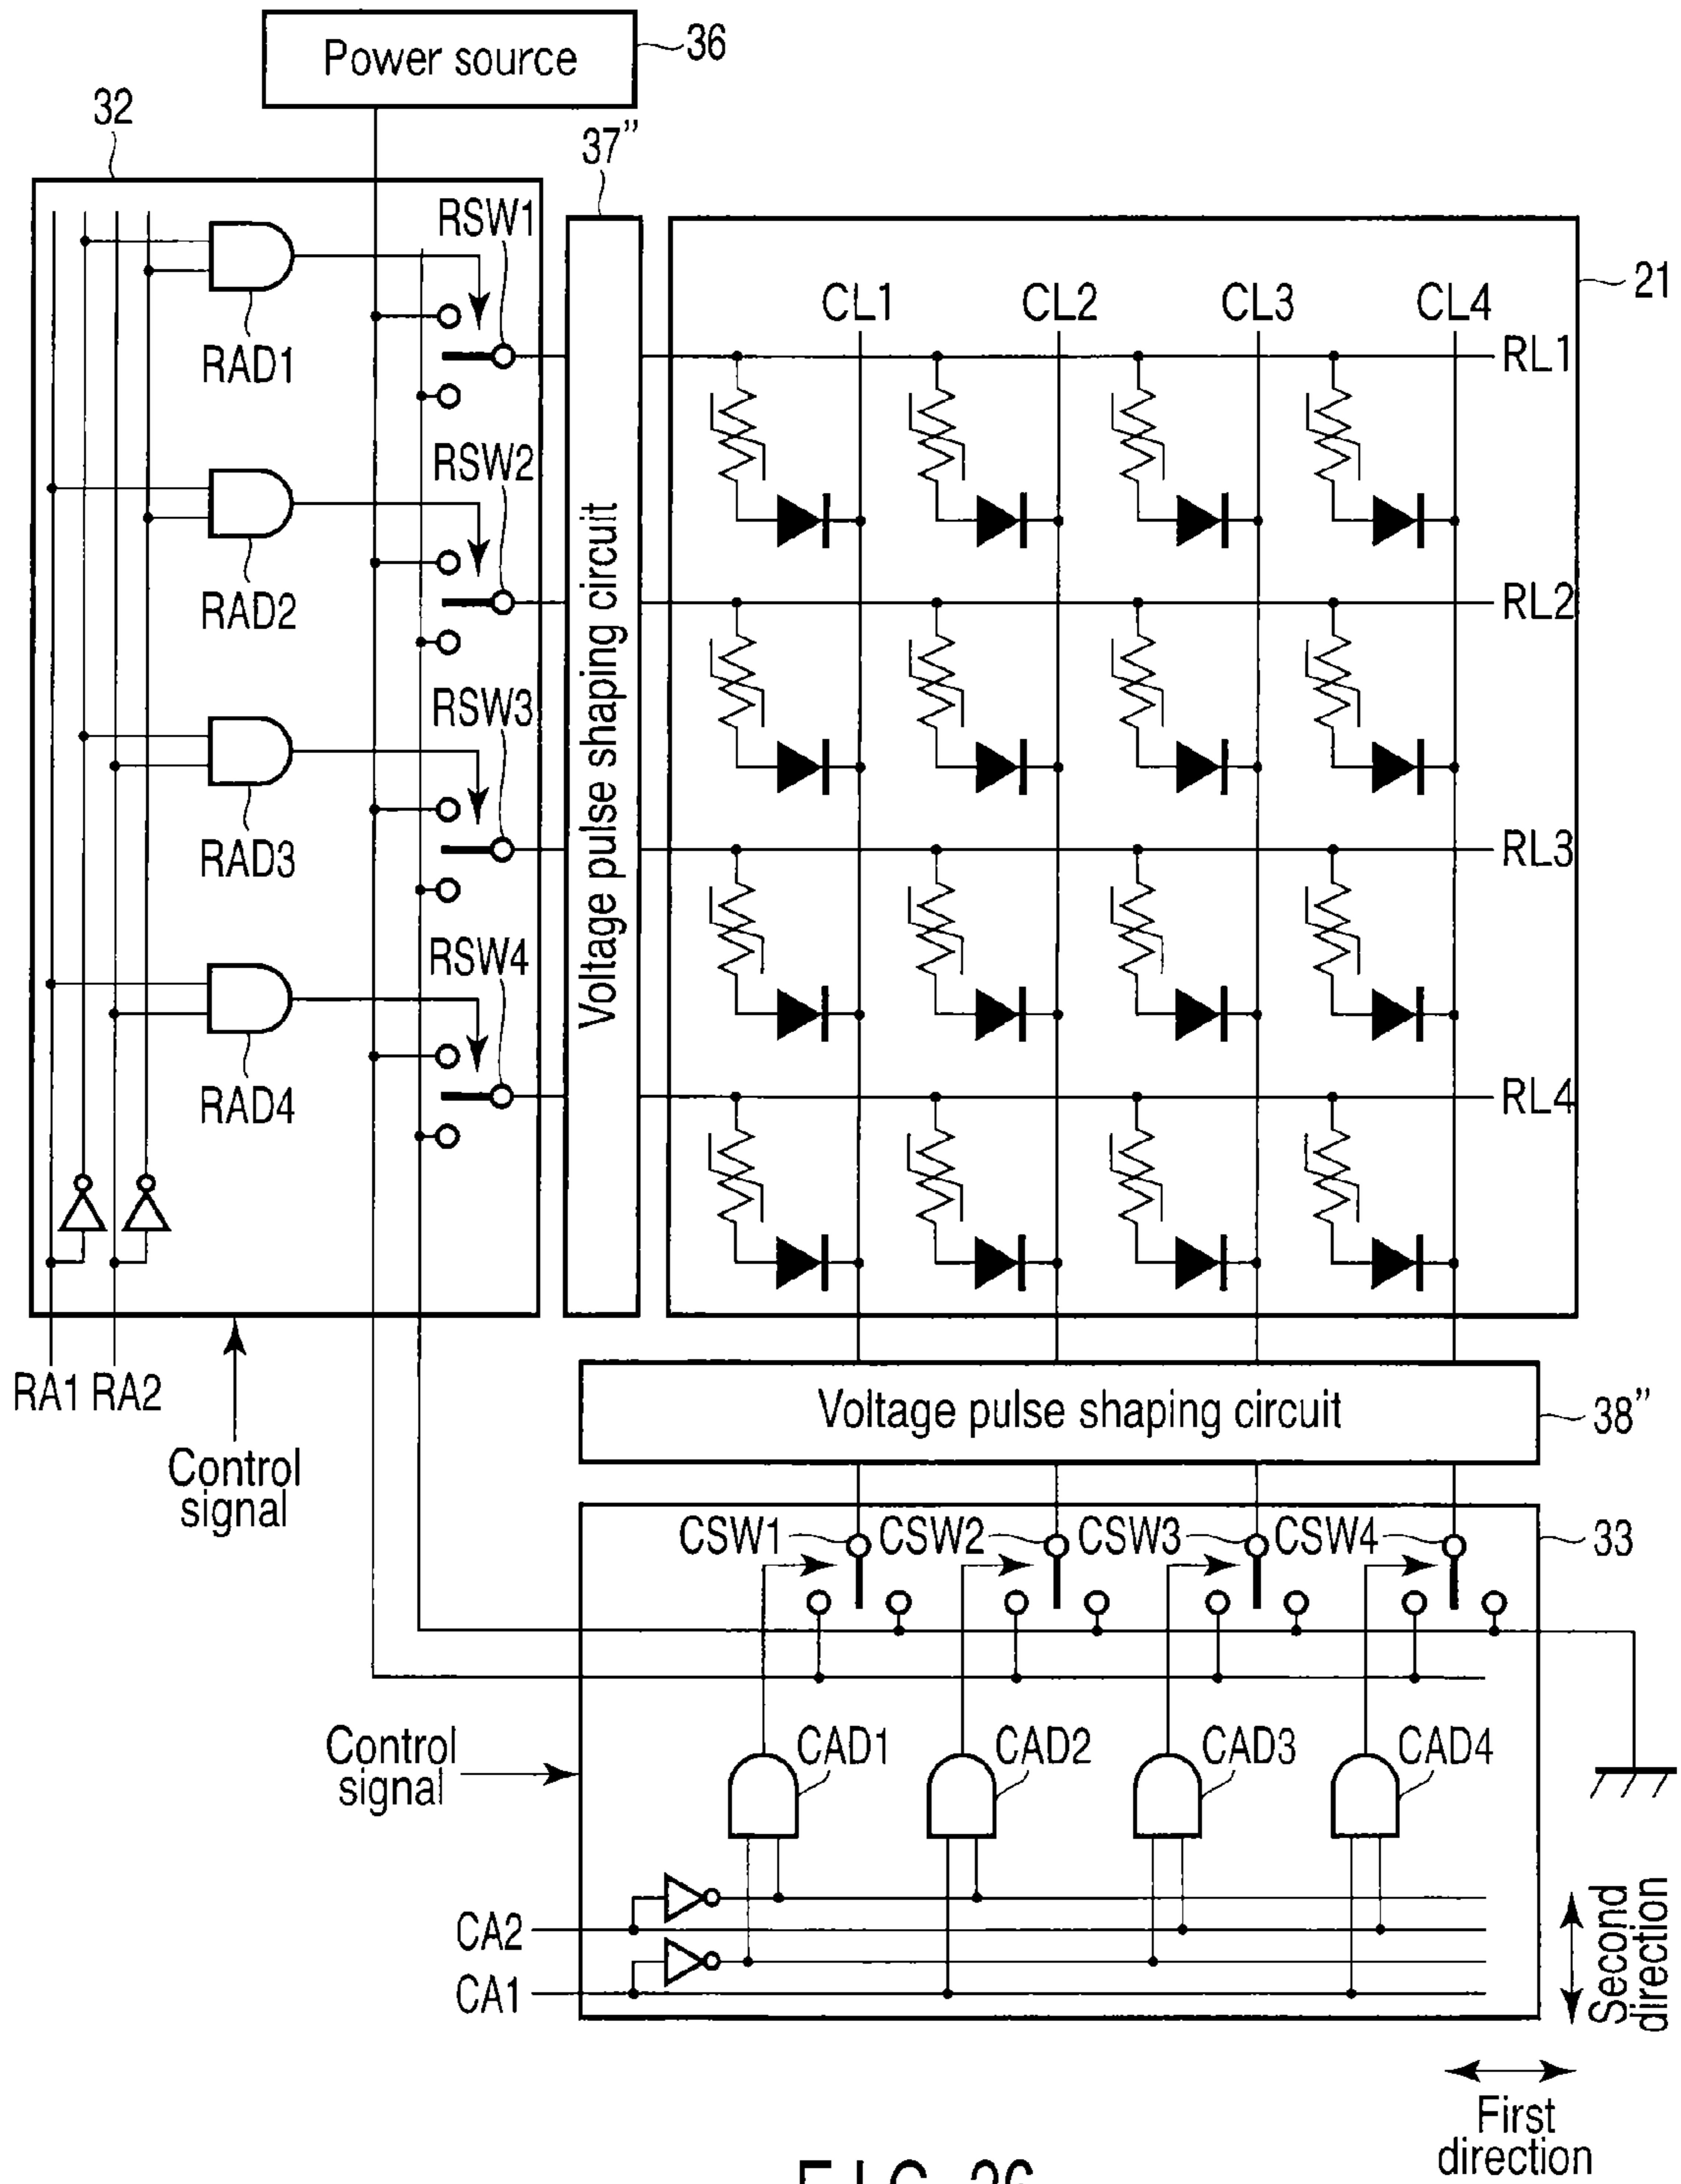 Power source
36
32
37”
RSW1
21
CL1
CL2
CL3
CL4
RAD1
RL1
RSW2
RAD2
RL2
Voltage pulse shaping circuit
RSW3
RAD3
RL3
RSW4
RAD4
RL4
RA1 RA2
Control
signal
Voltage pulse shaping circuit
38”
CSW1
CSW2
CSW3
CSW4
33
Control
signal
CAD1
CAD2
CAD3
CAD4
CA2
CA1
Second
direction
First
direction
FIG. 26